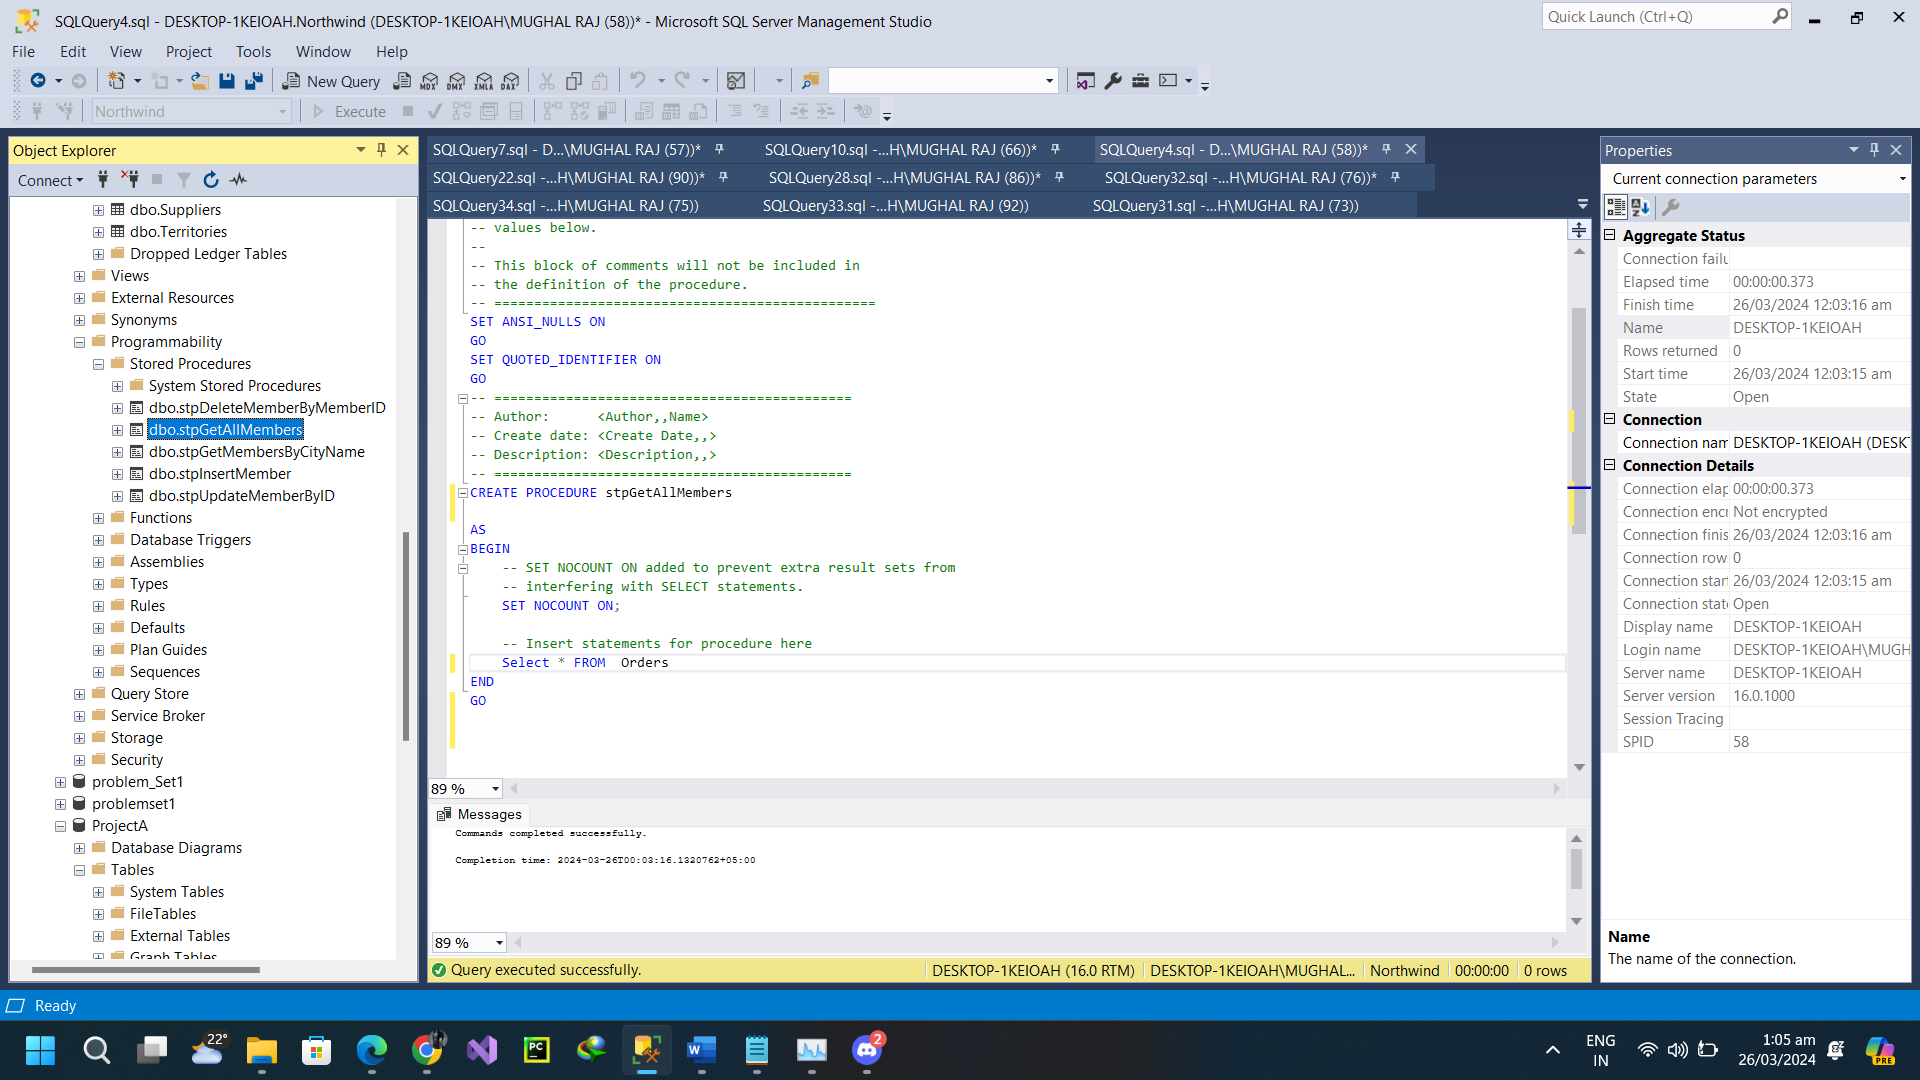 SQLQuery4.sql - DESKTOP-1KEIOAH.Northwind (DESKTOP-1KEIOAH\MUGHAL RAJ (58))* - Microsoft SQL Server Management Studio
Quick Launch (Ctrl+Q)
File Edit View Project Tools Window Help
New Query
MDX DMX XMLA DAX
Northwind
Execute
Object Explorer
Connect
dbo.Suppliers
dbo.Territories
Dropped Ledger Tables
Views
External Resources
Synonyms
Programmability
Stored Procedures
System Stored Procedures
dbo.stpDeleteMemberByMemberID
dbo.stpGetAllMembers
dbo.stpGetMembersByCityName
dbo.stpInsertMember
dbo.stpUpdateMemberByID
Functions
Database Triggers
Assemblies
Types
Rules
Defaults
Plan Guides
Sequences
Query Store
Service Broker
Storage
Security
problem_Set1
problemset1
ProjectA
Database Diagrams
Tables
System Tables
FileTables
External Tables
Graph Tables
SQLQuery7.sql - D...\MUGHAL RAJ (57))*
SQLQuery10.sql -...H\MUGHAL RAJ (66))*
SQLQuery4.sql - D...\MUGHAL RAJ (58))*
SQLQuery22.sql -...H\MUGHAL RAJ (90))*
SQLQuery28.sql -...H\MUGHAL RAJ (86))*
SQLQuery32.sql -...H\MUGHAL RAJ (76))*
SQLQuery34.sql -...H\MUGHAL RAJ (75))
SQLQuery33.sql -...H\MUGHAL RAJ (92))
SQLQuery31.sql -...H\MUGHAL RAJ (73))
-- values below.
--
-- This block of comments will not be included in
-- the definition of the procedure.
-- ================================================
SET ANSI_NULLS ON
GO
SET QUOTED_IDENTIFIER ON
GO
-- =============================================
-- Author:		<Author,,Name>
-- Create date: <Create Date,,>
-- Description:	<Description,,>
-- =============================================
CREATE PROCEDURE stpGetAllMembers
AS
BEGIN
-- SET NOCOUNT ON added to prevent extra result sets from
-- interfering with SELECT statements.
SET NOCOUNT ON;
-- Insert statements for procedure here
Select * FROM  Orders
END
GO
89 %
Messages
Commands completed successfully.
Completion time: 2024-03-26T00:03:16.1320762+05:00
89 %
Query executed successfully.
DESKTOP-1KEIOAH (16.0 RTM)
DESKTOP-1KEIOAH\MUGHAL...
Northwind
00:00:00
0 rows
Properties
Current connection parameters
Aggregate Status
Connection failu
Elapsed time 00:00:00.373
Finish time 26/03/2024 12:03:16 am
Name DESKTOP-1KEIOAH
Rows returned 0
Start time 26/03/2024 12:03:15 am
State Open
Connection
Connection nam DESKTOP-1KEIOAH (DESK
Connection Details
Connection elap 00:00:00.373
Connection encr Not encrypted
Connection finis 26/03/2024 12:03:16 am
Connection row 0
Connection star 26/03/2024 12:03:15 am
Connection state Open
Display name DESKTOP-1KEIOAH
Login name DESKTOP-1KEIOAH\MUGH
Server name DESKTOP-1KEIOAH
Server version 16.0.1000
Session Tracing
SPID 58
Name
The name of the connection.
Ready
22°
PC
W
2
ENG
IN
1:05 am
26/03/2024
PRE